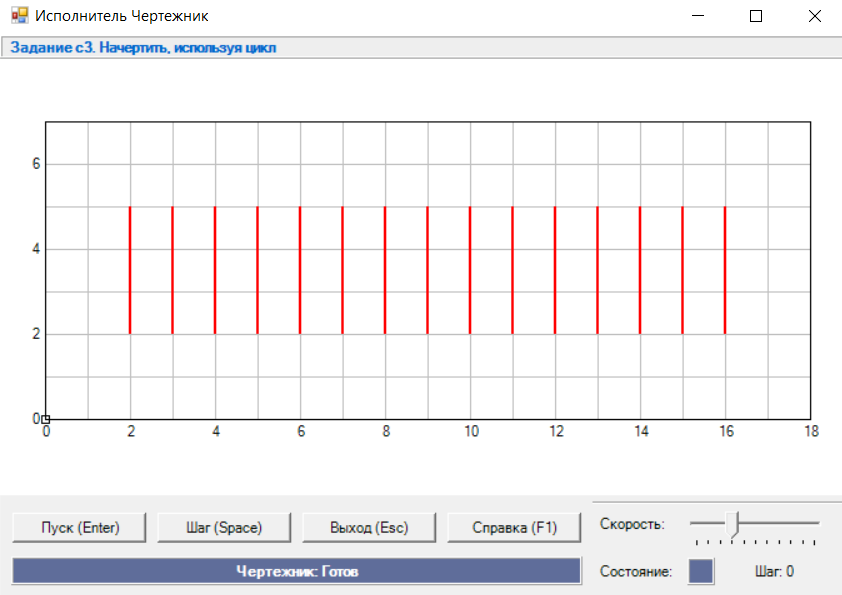 Исполнитель Чертежник
Задание c3. Начертить, используя цикл
6
4
2
0
0 2 4 6 8 10 12 14 16 18
Пуск (Enter) Шаг (Space) Выход (Esc) Справка (F1) Скорость:
Чертежник: Готов Состояние: Шаг: 0